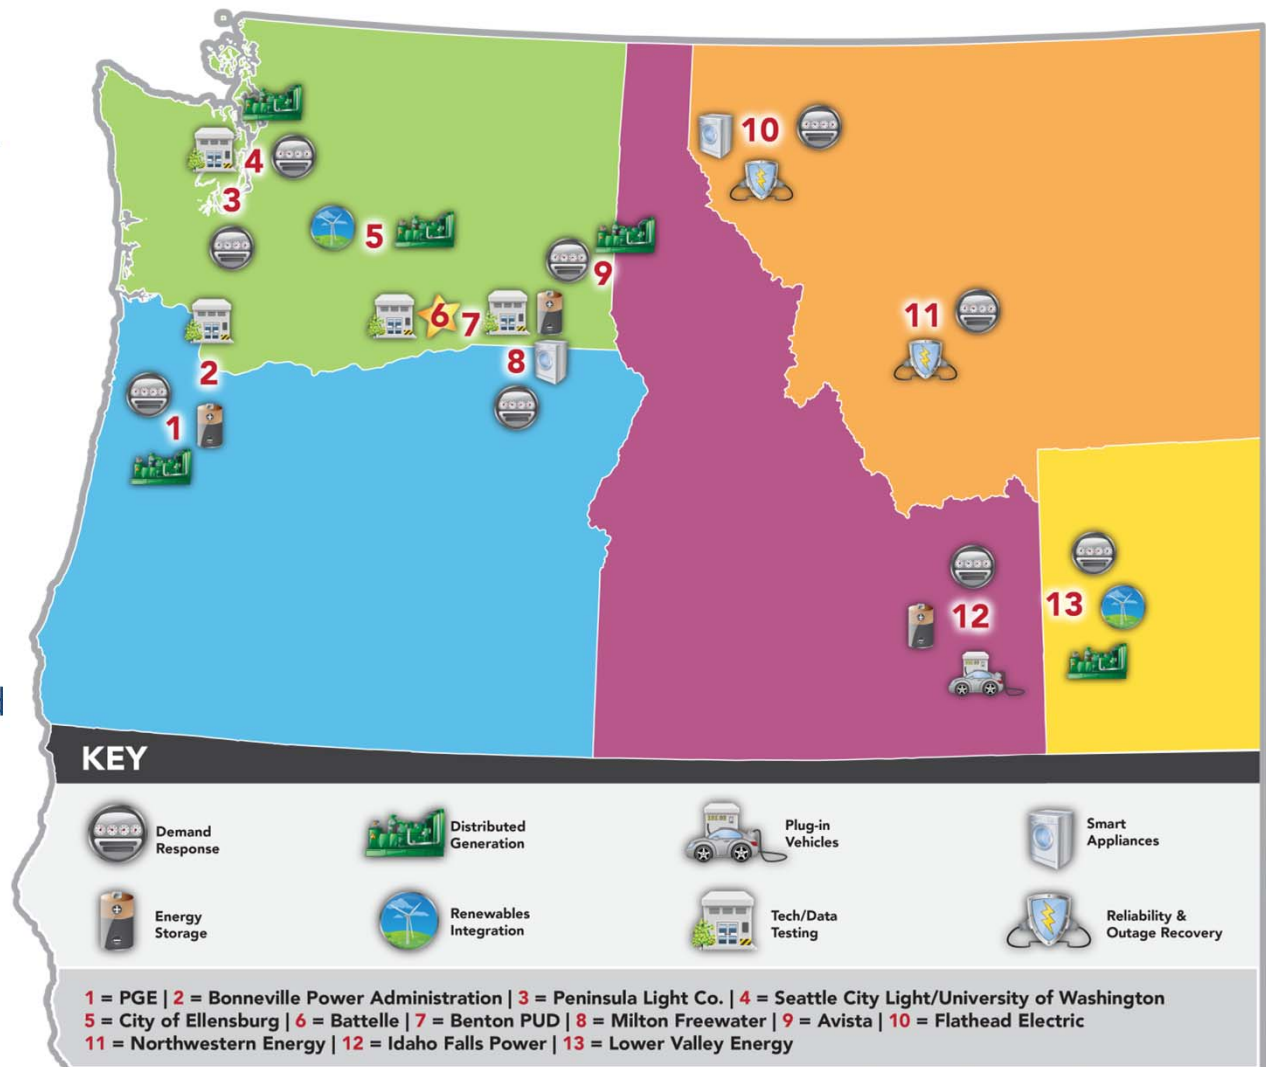 10
4
3
5
9
6
7
8
2
11
1
12
13
KEY
Demand
Response
Distributed
Generation
Plug-in
Vehicles
Smart
Appliances
Energy
Storage
Renewables
Integration
Tech/Data
Testing
Reliability &
Outage Recovery
1 = PGE | 2 = Bonneville Power Administration | 3 = Peninsula Light Co. | 4 = Seattle City Light/University of Washington
5 = City of Ellensburg | 6 = Battelle | 7 = Benton PUD | 8 = Milton Freewater | 9 = Avista | 10 = Flathead Electric
11 = Northwestern Energy | 12 = Idaho Falls Power | 13 = Lower Valley Energy